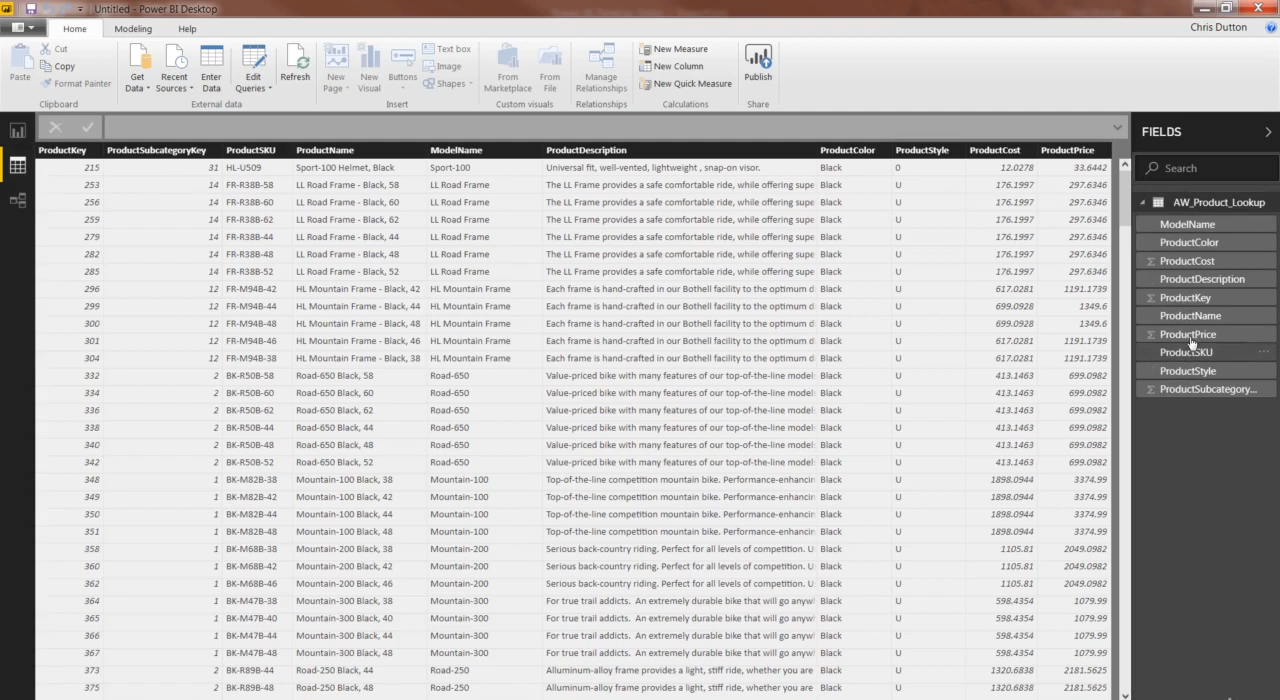 Untitled - Power BI Desktop
Home Modeling Help Chris Dutton
Paste Cut Copy Format Painter Clipboard
Get Data Recent Sources Enter Data Edit Queries Refresh External data
New Page New Visual Buttons Text box Image Shapes Insert
From Marketplace From File Custom visuals
Manage Relationships Relationships
New Measure New Column New Quick Measure Calculations
Publish Share
ProductKey ProductSubcategoryKey ProductSKU ProductName ModelName ProductDescription ProductColor ProductStyle ProductCost ProductPrice
215 31 HL-U509 Sport-100 Helmet, Black Sport-100 Universal fit, well-vented, lightweight , snap-on visor. Black 0 12.0278 33.6442
253 14 FR-R38B-58 LL Road Frame - Black, 58 LL Road Frame The LL Frame provides a safe comfortable ride, while offering supe Black U 176.1997 297.6346
256 14 FR-R38B-60 LL Road Frame - Black, 60 LL Road Frame The LL Frame provides a safe comfortable ride, while offering supe Black U 176.1997 297.6346
259 14 FR-R38B-62 LL Road Frame - Black, 62 LL Road Frame The LL Frame provides a safe comfortable ride, while offering supe Black U 176.1997 297.6346
279 14 FR-R38B-44 LL Road Frame - Black, 44 LL Road Frame The LL Frame provides a safe comfortable ride, while offering supe Black U 176.1997 297.6346
282 14 FR-R38B-48 LL Road Frame - Black, 48 LL Road Frame The LL Frame provides a safe comfortable ride, while offering supe Black U 176.1997 297.6346
285 14 FR-R38B-52 LL Road Frame - Black, 52 LL Road Frame The LL Frame provides a safe comfortable ride, while offering supe Black U 176.1997 297.6346
296 12 FR-M94B-42 HL Mountain Frame - Black, 42 HL Mountain Frame Each frame is hand-crafted in our Bothell facility to the optimum d Black U 617.0281 1191.1739
299 12 FR-M94B-44 HL Mountain Frame - Black, 44 HL Mountain Frame Each frame is hand-crafted in our Bothell facility to the optimum d Black U 699.0928 1349.6
300 12 FR-M94B-48 HL Mountain Frame - Black, 48 HL Mountain Frame Each frame is hand-crafted in our Bothell facility to the optimum d Black U 699.0928 1349.6
301 12 FR-M94B-46 HL Mountain Frame - Black, 46 HL Mountain Frame Each frame is hand-crafted in our Bothell facility to the optimum d Black U 617.0281 1191.1739
304 12 FR-M94B-38 HL Mountain Frame - Black, 38 HL Mountain Frame Each frame is hand-crafted in our Bothell facility to the optimum d Black U 617.0281 1191.1739
332 2 BK-R50B-58 Road-650 Black, 58 Road-650 Value-priced bike with many features of our top-of-the-line model Black U 413.1463 699.0982
334 2 BK-R50B-60 Road-650 Black, 60 Road-650 Value-priced bike with many features of our top-of-the-line model Black U 413.1463 699.0982
336 2 BK-R50B-62 Road-650 Black, 62 Road-650 Value-priced bike with many features of our top-of-the-line model Black U 413.1463 699.0982
338 2 BK-R50B-44 Road-650 Black, 44 Road-650 Value-priced bike with many features of our top-of-the-line model Black U 413.1463 699.0982
340 2 BK-R50B-48 Road-650 Black, 48 Road-650 Value-priced bike with many features of our top-of-the-line model Black U 413.1463 699.0982
342 2 BK-R50B-52 Road-650 Black, 52 Road-650 Value-priced bike with many features of our top-of-the-line model Black U 413.1463 699.0982
348 1 BK-M82B-38 Mountain-100 Black, 38 Mountain-100 Top-of-the-line competition mountain bike. Performance-enhancin Black U 1898.0944 3374.99
349 1 BK-M82B-42 Mountain-100 Black, 42 Mountain-100 Top-of-the-line competition mountain bike. Performance-enhancin Black U 1898.0944 3374.99
350 1 BK-M82B-44 Mountain-100 Black, 44 Mountain-100 Top-of-the-line competition mountain bike. Performance-enhancin Black U 1898.0944 3374.99
351 1 BK-M82B-48 Mountain-100 Black, 48 Mountain-100 Top-of-the-line competition mountain bike. Performance-enhancin Black U 1898.0944 3374.99
358 1 BK-M68B-38 Mountain-200 Black, 38 Mountain-200 Serious back-country riding. Perfect for all levels of competition. U Black U 1105.81 2049.0982
360 1 BK-M68B-42 Mountain-200 Black, 42 Mountain-200 Serious back-country riding. Perfect for all levels of competition. U Black U 1105.81 2049.0982
362 1 BK-M68B-46 Mountain-200 Black, 46 Mountain-200 Serious back-country riding. Perfect for all levels of competition. U Black U 1105.81 2049.0982
364 1 BK-M47B-38 Mountain-300 Black, 38 Mountain-300 For true trail addicts. An extremely durable bike that will go anywl Black U 598.4354 1079.99
365 1 BK-M47B-40 Mountain-300 Black, 40 Mountain-300 For true trail addicts. An extremely durable bike that will go anywl Black U 598.4354 1079.99
366 1 BK-M47B-44 Mountain-300 Black, 44 Mountain-300 For true trail addicts. An extremely durable bike that will go anywl Black U 598.4354 1079.99
367 1 BK-M47B-48 Mountain-300 Black, 48 Mountain-300 For true trail addicts. An extremely durable bike that will go anywl Black U 598.4354 1079.99
373 2 BK-R89B-44 Road-250 Black, 44 Road-250 Alluminum-alloy frame provides a light, stiff ride, whether you are Black U 1320.6838 2181.5625
375 2 BK-R89B-48 Road-250 Black, 48 Road-250 Alluminum-alloy frame provides a light, stiff ride, whether you are Black U 1320.6838 2181.5625
FIELDS
Search
AW_Product_Lookup
ModelName
ProductColor
ProductCost
ProductDescription
ProductKey
ProductName
ProductPrice
ProductSKU
ProductStyle
ProductSubcategory...